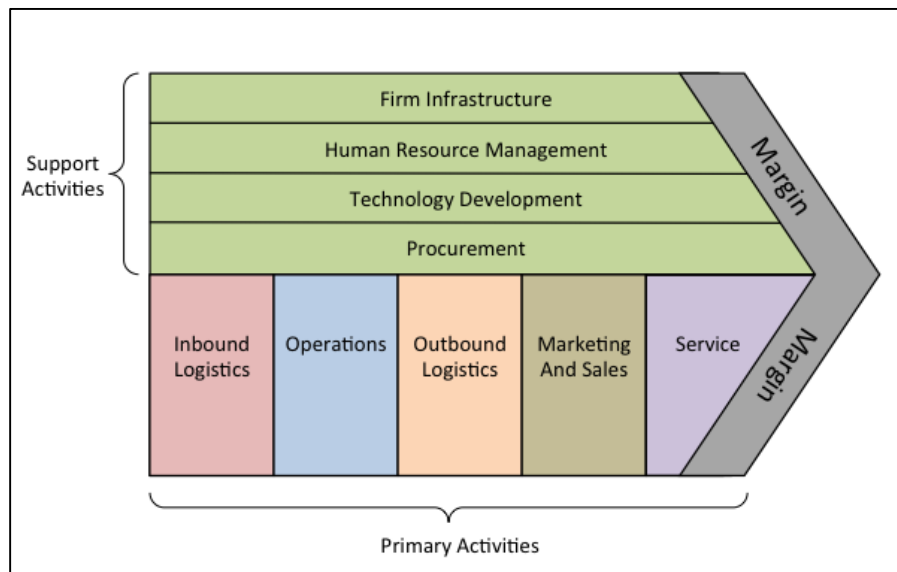 Firm Infrastructure
Human Resource Management
Technology Development
Procurement
Support
Activities
Margin
Inbound
Logistics
Operations
Outbound
Logistics
Marketing
And Sales
Service
Margin
Primary Activities